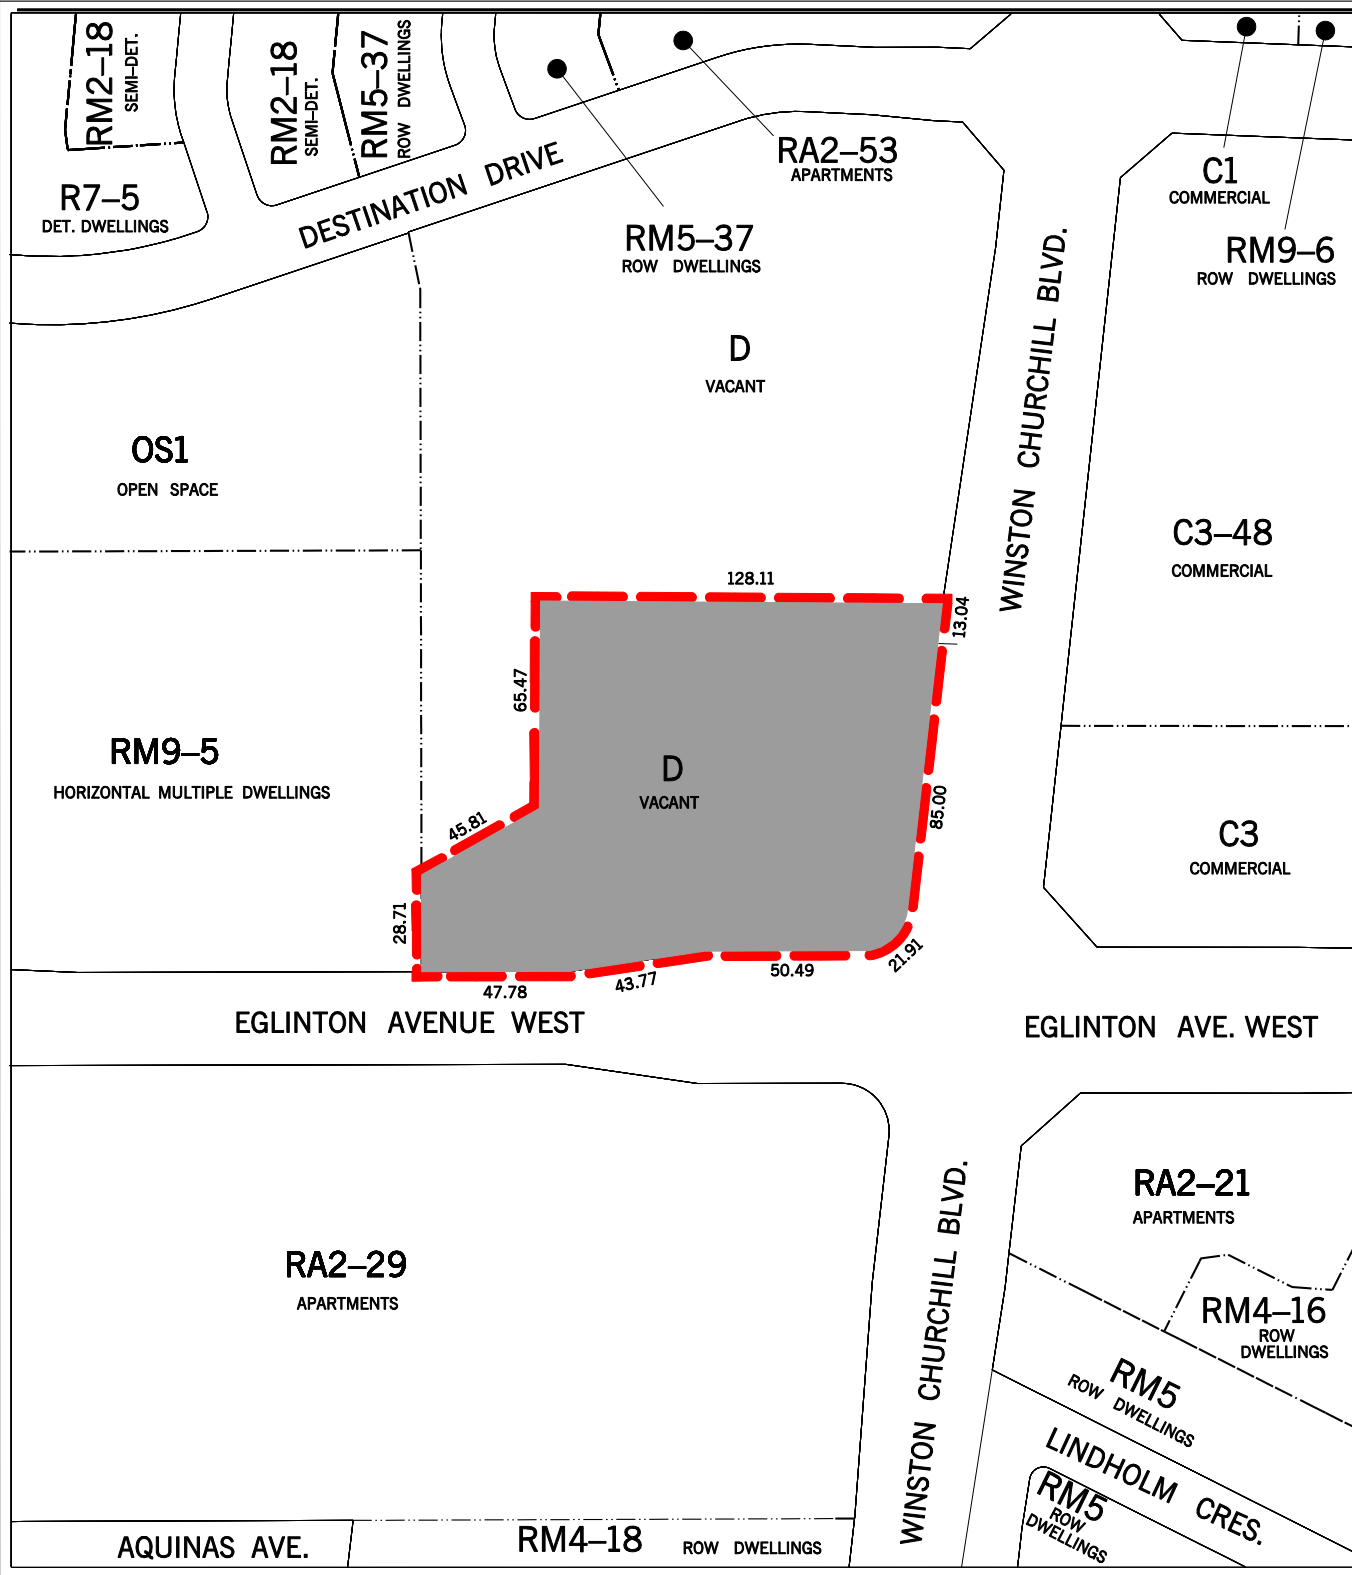 RM2–18
SEMI–DET.
RM2–18
SEMI–DET.
RM5–37
ROW DWELLINGS
R7–5
DET. DWELLINGS
DESTINATION DRIVE
RA2–53
APARTMENTS
RM5–37
ROW DWELLINGS
C1
COMMERCIAL
RM9–6
ROW DWELLINGS
WINSTON CHURCHILL BLVD.
D
VACANT
OS1
OPEN SPACE
C3–48
COMMERCIAL
128.11
13.04
65.47
RM9–5
HORIZONTAL MULTIPLE DWELLINGS
D
VACANT
85.00
45.81
C3
COMMERCIAL
28.71
21.91
50.49
43.77
47.78
EGLINTON AVENUE WEST
EGLINTON AVE. WEST
RA2–21
APARTMENTS
WINSTON CHURCHILL BLVD.
RA2–29
APARTMENTS
RM4–16
ROW
DWELLINGS
RM5
ROW DWELLINGS
LINDHOLM CRES.
RM5
ROW
DWELLINGS
AQUINAS AVE.
RM4–18
ROW DWELLINGS